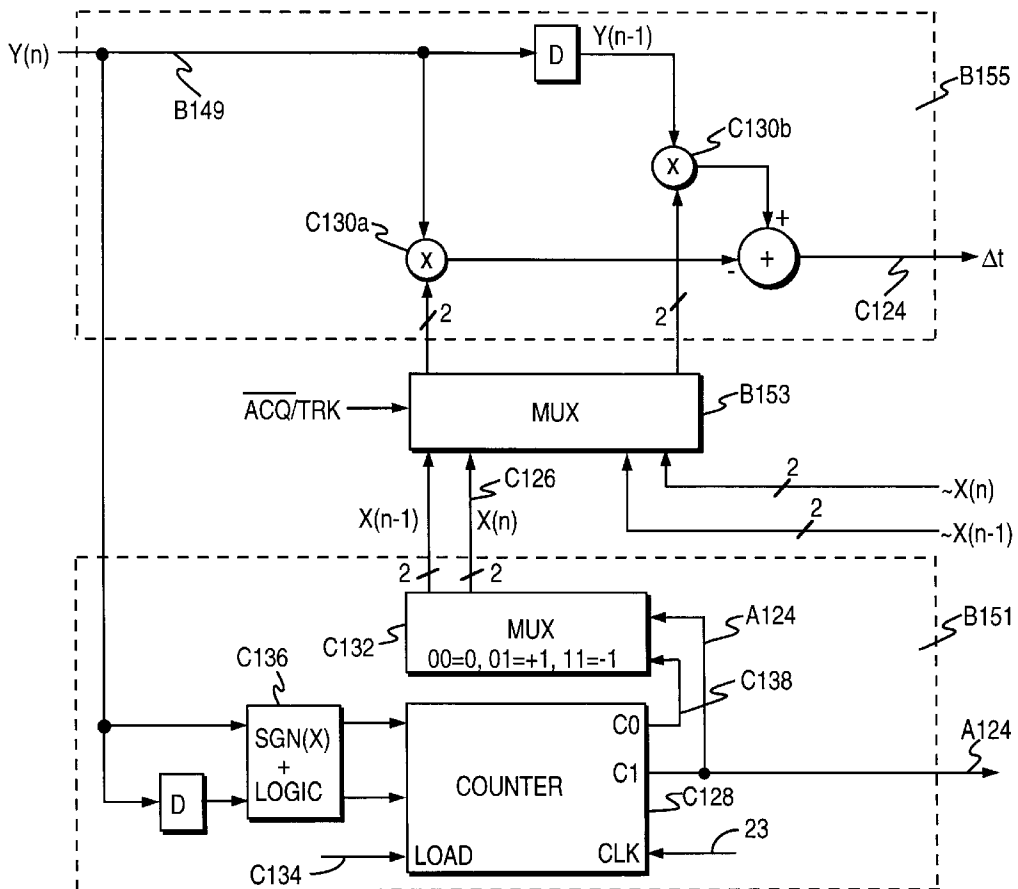 Y(n)
B149
D
Y(n-1)
B155
C130b
X
C130a
X
+
+
-
Δt
C124
2
2
ACQ/TRK
MUX
B153
C126
X(n-1)
X(n)
2
~X(n)
2
~X(n-1)
2
2
C132
MUX
00=0, 01=+1, 11=-1
A124
B151
C136
C138
SGN(X)
+
LOGIC
D
C0
C1
COUNTER
A124
C128
23
C134
LOAD
CLK